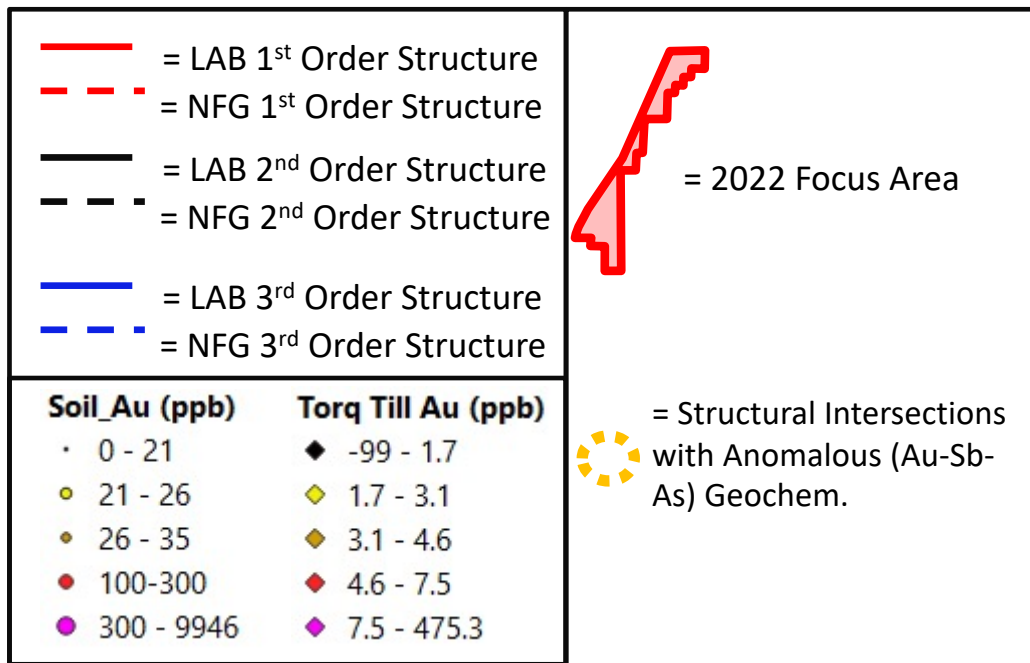 = LAB 1st Order Structure
= NFG 1st Order Structure
= LAB 2nd Order Structure
= NFG 2nd Order Structure
= LAB 3rd Order Structure
= NFG 3rd Order Structure
Soil_Au (ppb)
0 - 21
21 - 26
26 - 35
100-300
300 - 9946
Torq Till Au (ppb)
-99 - 1.7
1.7 - 3.1
3.1 - 4.6
4.6 - 7.5
7.5 - 475.3
= 2022 Focus Area
= Structural Intersections
with Anomalous (Au-Sb-
As) Geochem.